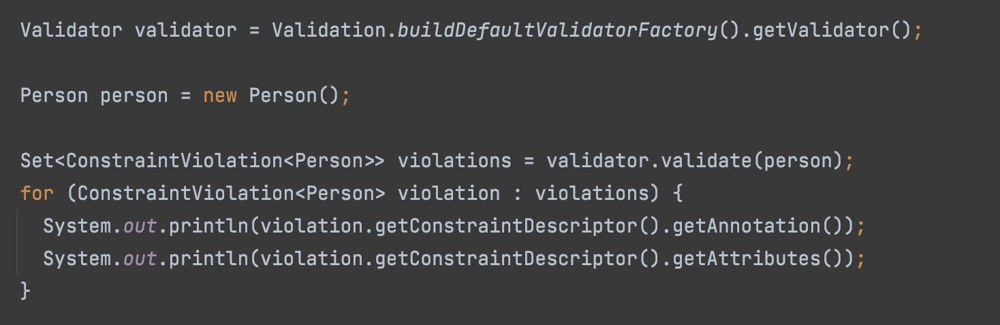 Validator validator = Validation.buildDefaultValidatorFactory().getValidator();
Person person = new Person();
Set<ConstraintViolation<Person>> violations = validator.validate(person);
for (ConstraintViolation<Person> violation : violations) {
System.out.println(violation.getConstraintDescriptor().getAnnotation());
System.out.println(violation.getConstraintDescriptor().getAttributes());
}